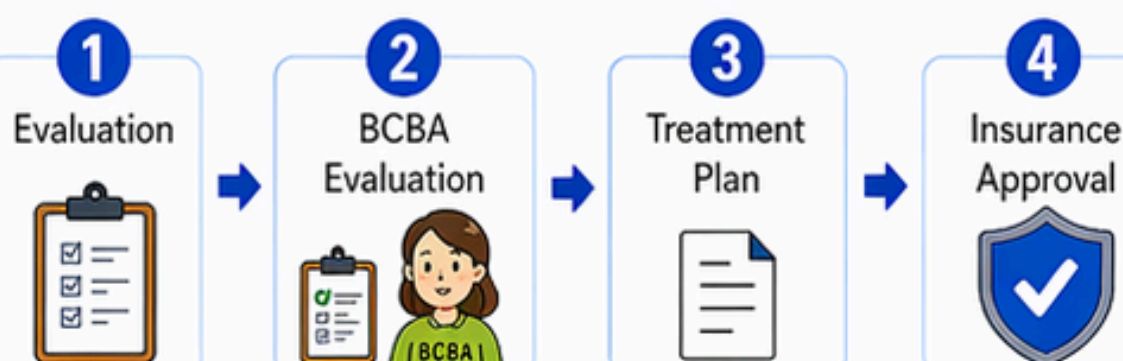 1
Evaluation
2
BCBA
Evaluation
BCBA
3
Treatment
Plan
4
Insurance
Approval